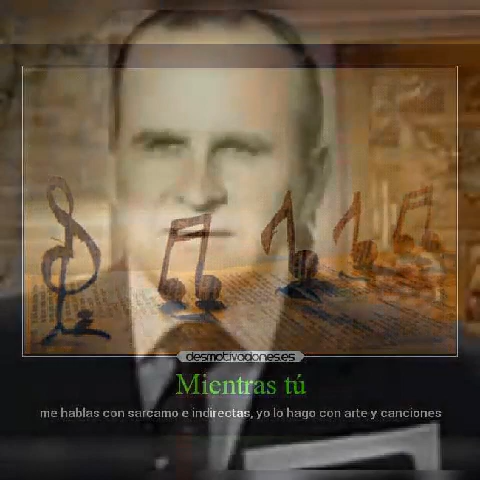 desmotivaciones.es
Mientras tú
me hablas con sarcamo e indirectas, yo lo hago con arte y canciones